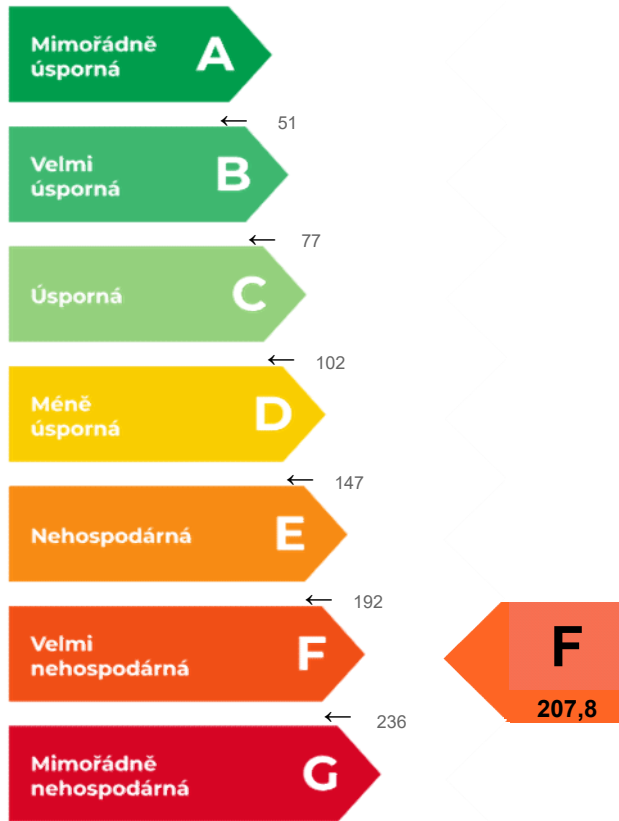 Mimořádně
úsporná
A
← 51
Velmi
úsporná
B
← 77
Úsporná
C
← 102
Méně
úsporná
D
← 147
Nehospodárná
E
← 192
Velmi
nehospodárná
F
F
207,8
← 236
Mimořádně
nehospodárná
G